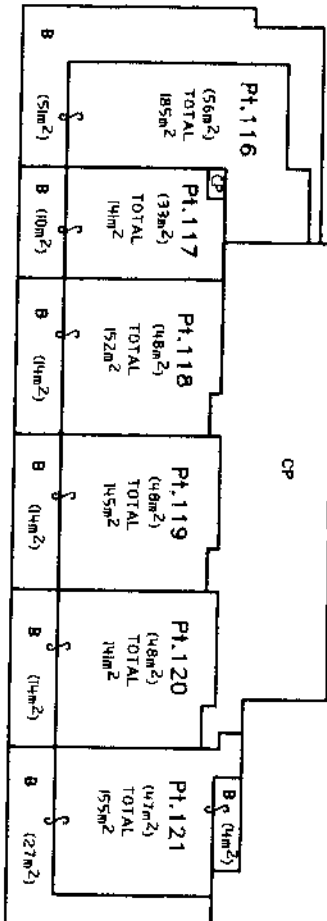 Pt.116
(56m²)
TOTAL
185m²
B
(51m²)
CP
Pt.117
(33m²)
TOTAL
141m²
B
(10m²)
Pt.118
(48m²)
TOTAL
152m²
B
(14m²)
CP
Pt.119
(48m²)
TOTAL
145m²
B
(14m²)
Pt.120
(48m²)
TOTAL
141m²
B
(14m²)
Pt.121
(47m²)
TOTAL
155m²
B
(27m²)
B
(4m²)